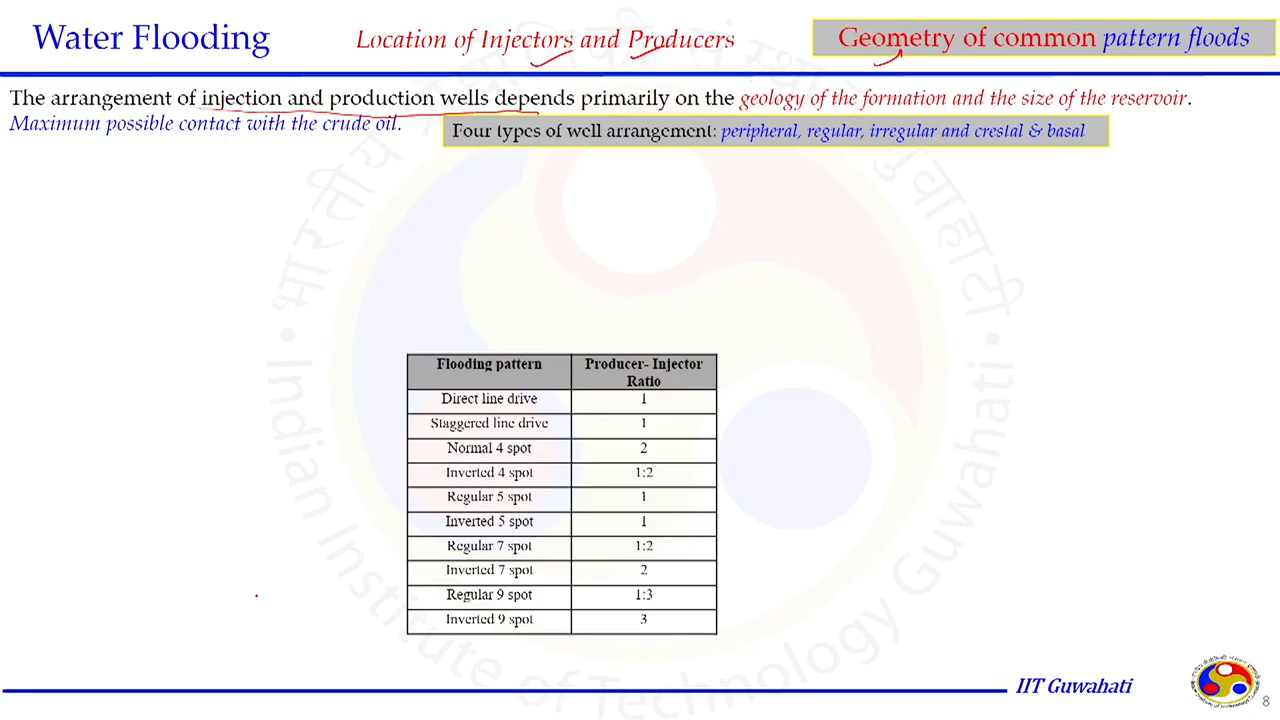 Water Flooding
Location of Injectors and Producers
Geometry of common pattern floods
The arrangement of injection and production wells depends primarily on the geology of the formation and the size of the reservoir.
Maximum possible contact with the crude oil.
Four types of well arrangement: peripheral, regular, irregular and crestal & basal
Flooding pattern Producer- Injector Ratio
Direct line drive 1
Staggered line drive 1
Normal 4 spot 2
Inverted 4 spot 1:2
Regular 5 spot 1
Inverted 5 spot 1
Regular 7 spot 1:2
Inverted 7 spot 2
Regular 9 spot 1:3
Inverted 9 spot 3
Indian Institute of Technology Guwahati
IIT Guwahati
8